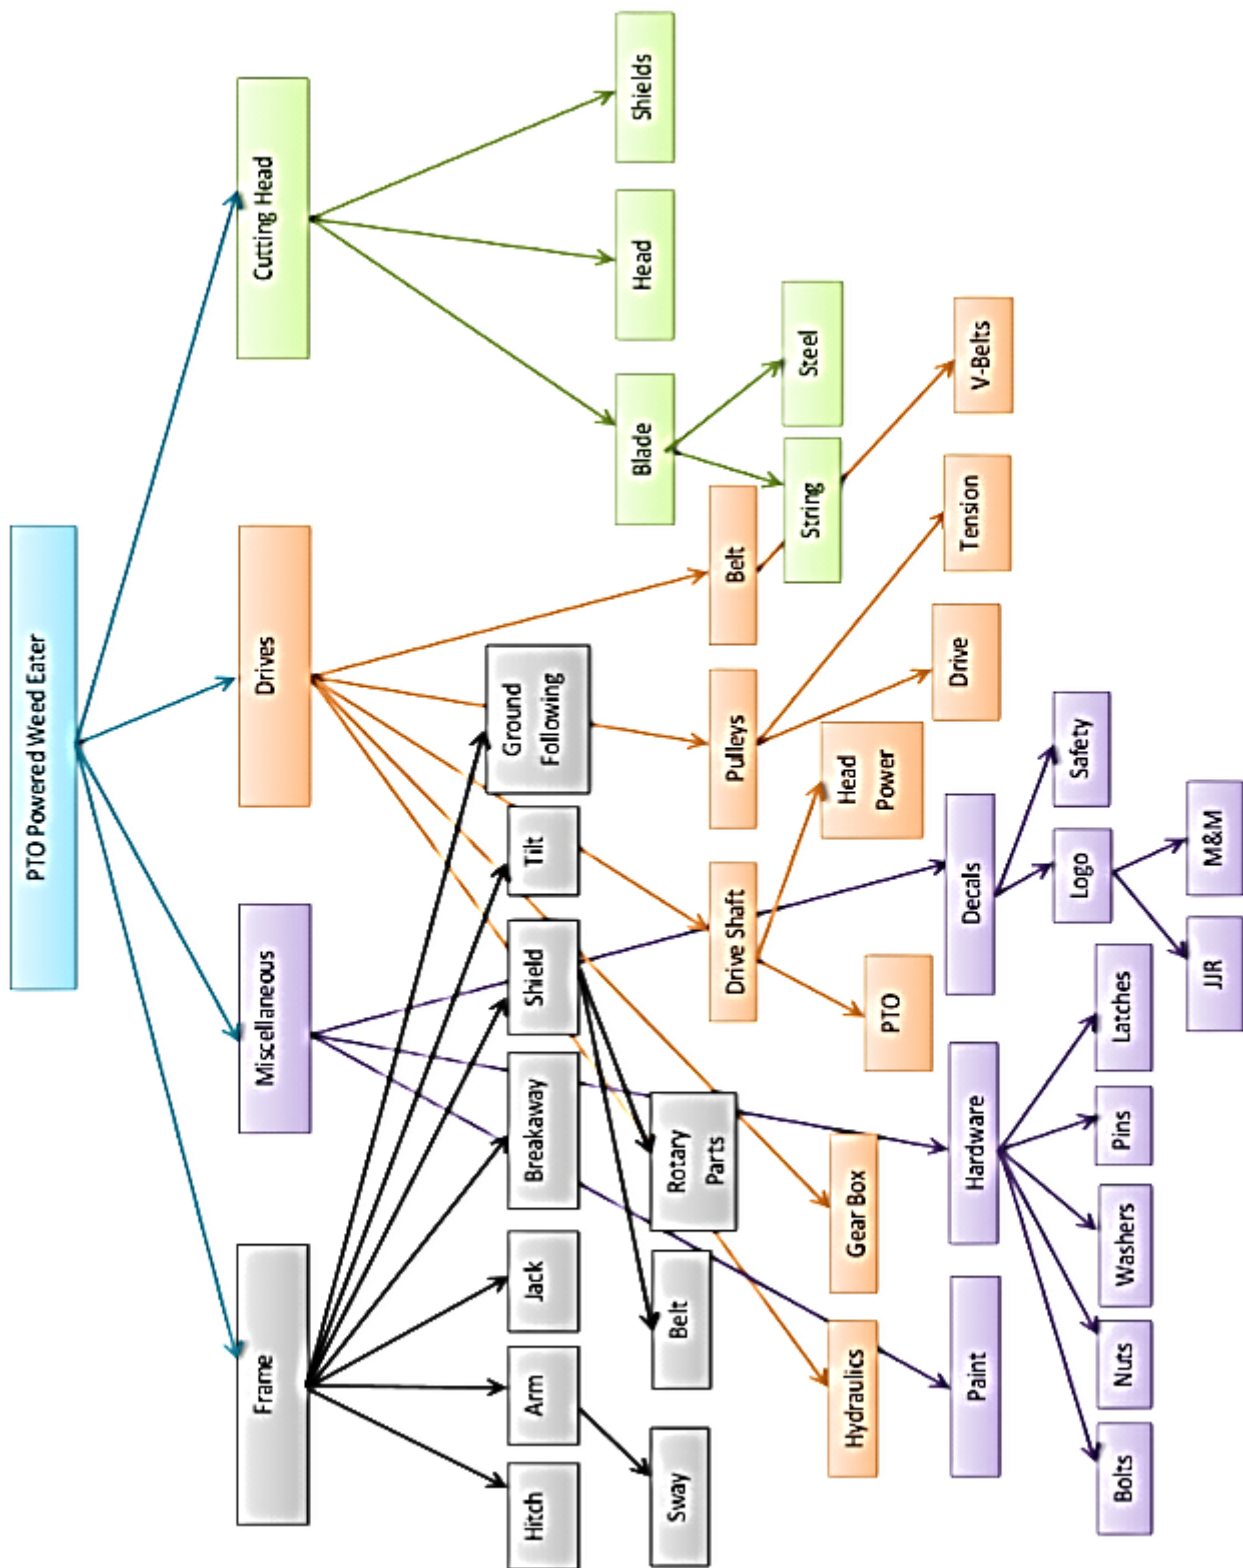 PTO Powered Weed Eater
Frame
Miscellaneous
Drives
Cutting Head
Hitch
Arm
Jack
Breakaway
Shield
Tilt
Ground
Following
Blade
Head
Shields
Sway
Belt
Rotary
Parts
Drive Shaft
Pulleys
Belt
String
Steel
Hydraulics
Gear Box
PTO
Head
Power
Drive
Tension
V-Belts
Paint
Hardware
Decals
Logo
Safety
Bolts
Nuts
Washers
Pins
Latches
JJR
M&M